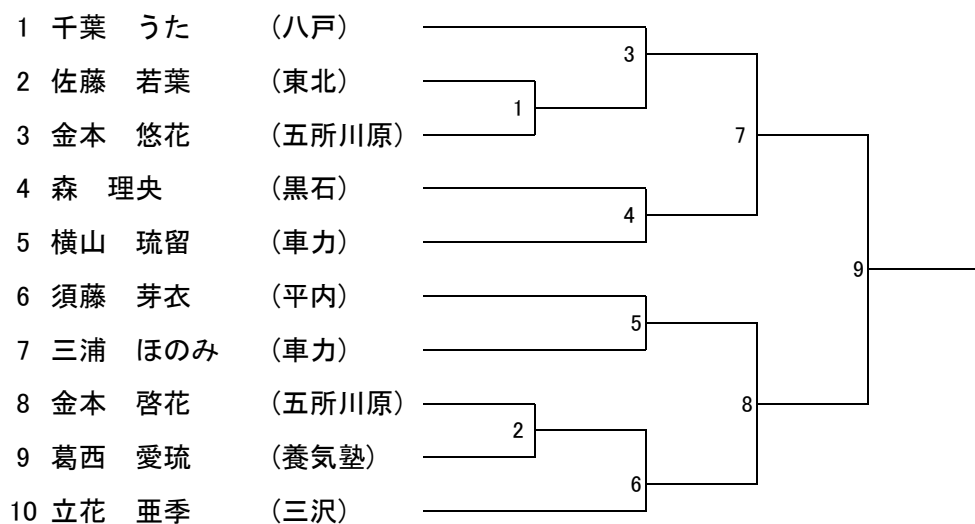 1 千葉　うた （八戸）
3
2 佐藤　若葉 （東北）
1
3 金本　悠花 （五所川原）
7
4 森　理央 （黒石）
4
5 横山　琉留 （車力）
9
6 須藤　芽衣 （平内）
5
7 三浦　ほのみ （車力）
8 金本　啓花 （五所川原）
8
2
9 葛西　愛琉 （養気塾）
6
10 立花　亜季 （三沢）